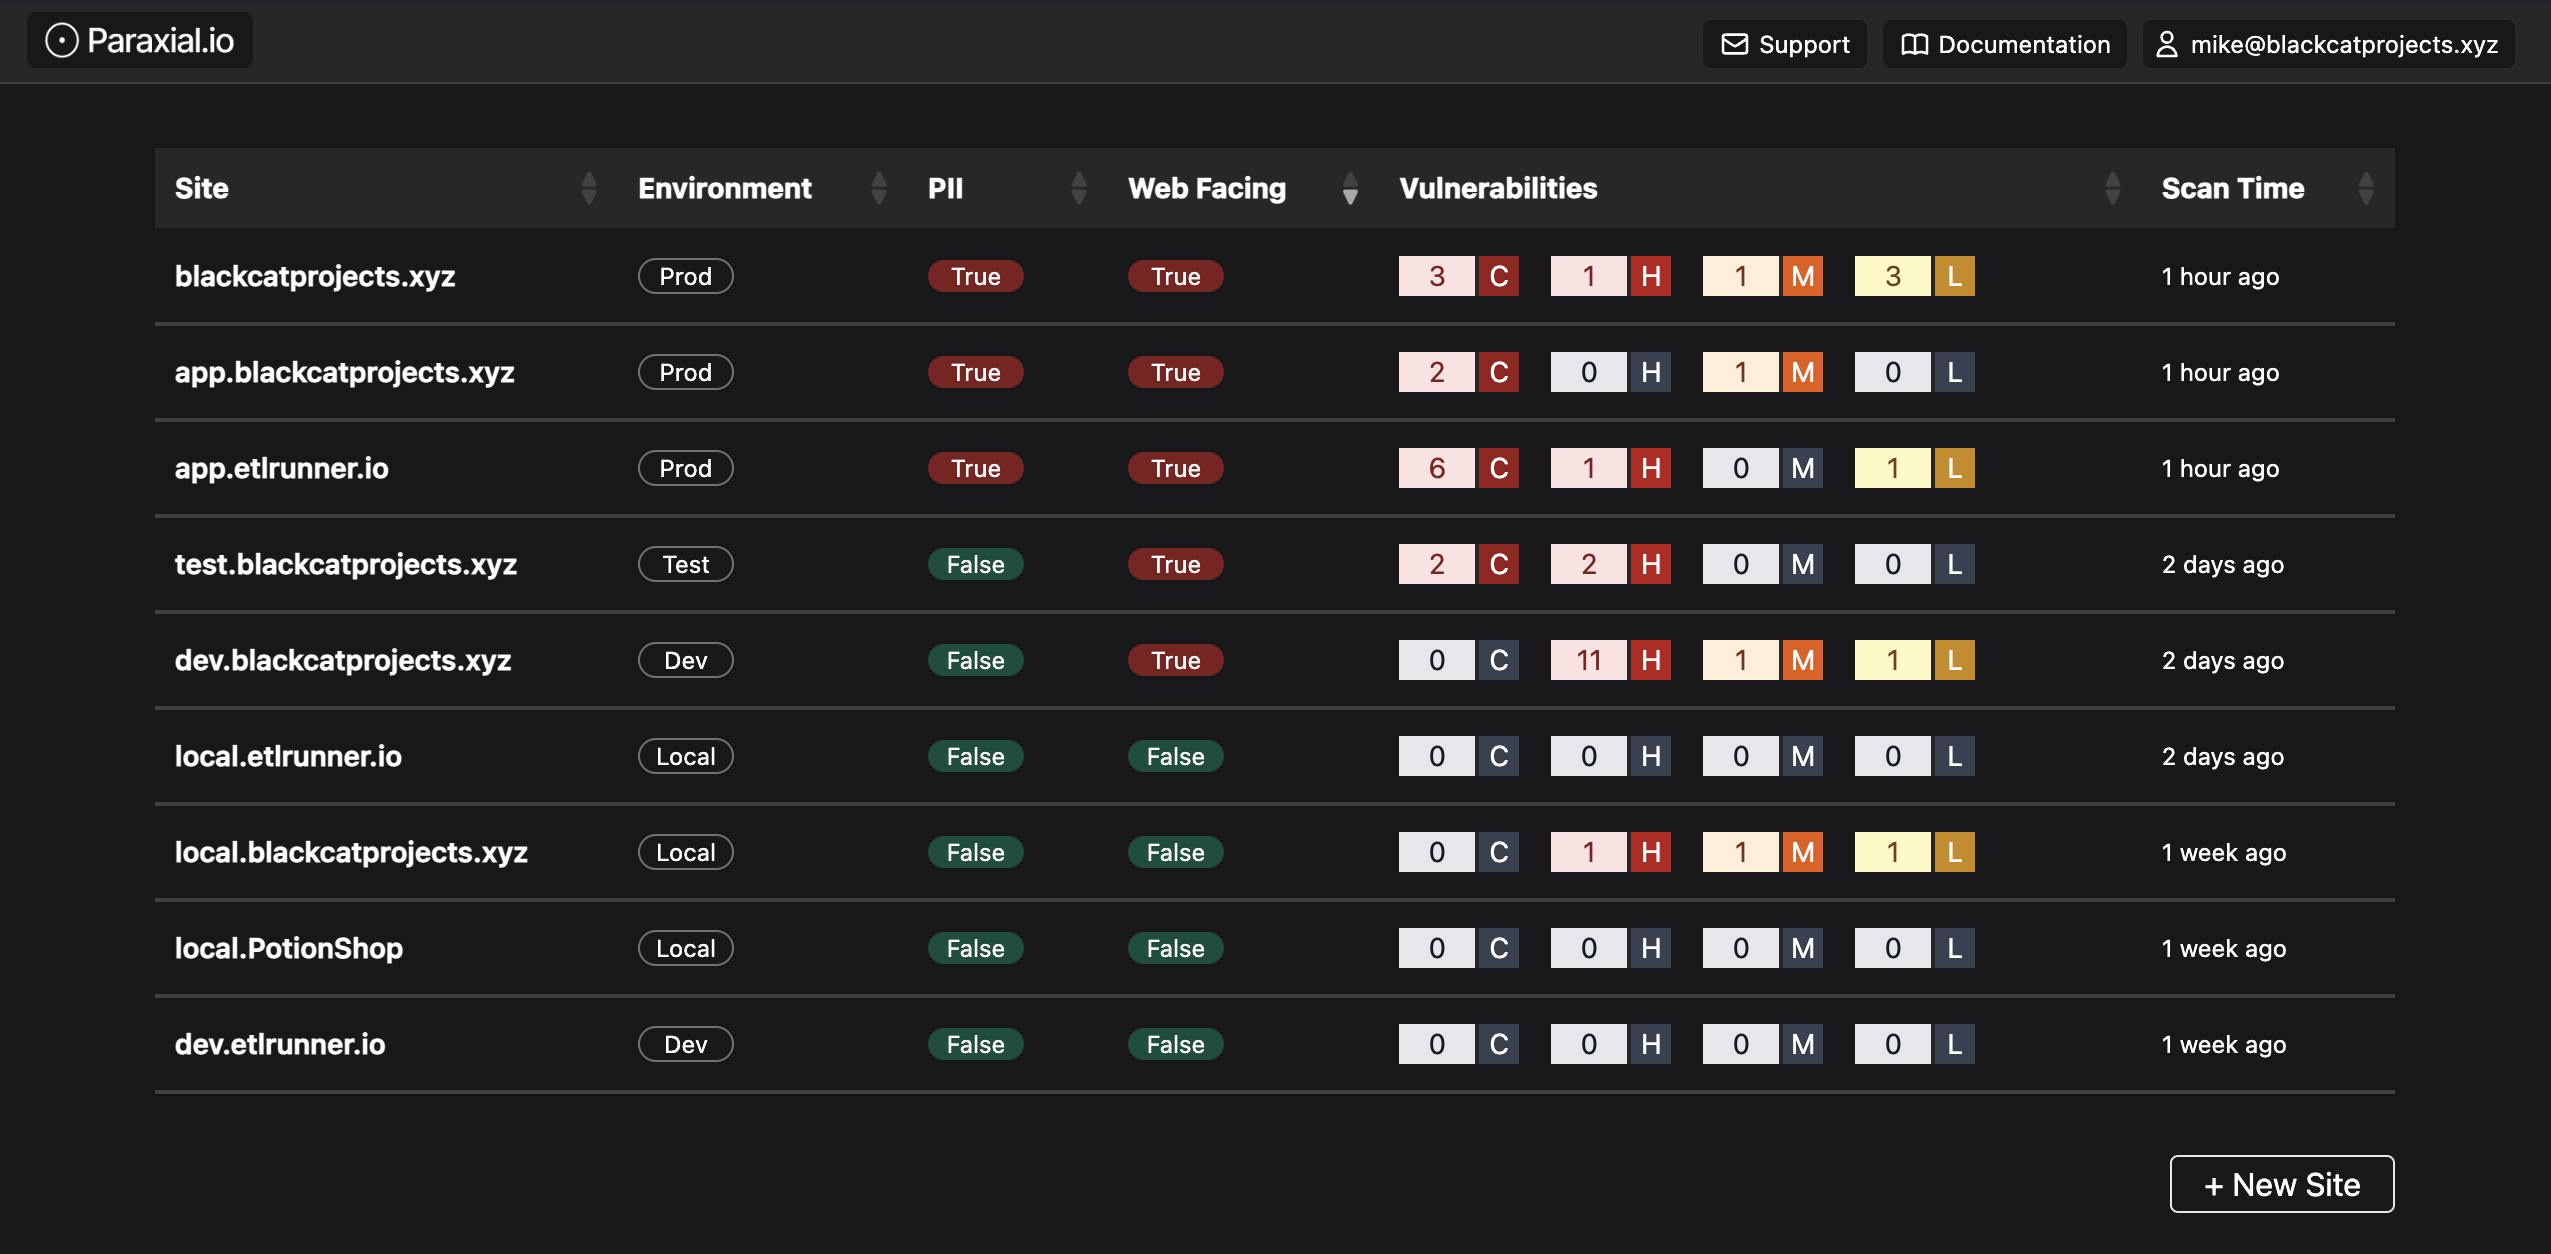 Paraxial.io Support Documentation mike@blackcatprojects.xyz
Site Environment PII Web Facing Vulnerabilities Scan Time
blackcatprojects.xyz Prod True True 3 C 1 H 1 M 3 L 1 hour ago
app.blackcatprojects.xyz Prod True True 2 C 0 H 1 M 0 L 1 hour ago
app.etlrunner.io Prod True True 6 C 1 H 0 M 1 L 1 hour ago
test.blackcatprojects.xyz Test False True 2 C 2 H 0 M 0 L 2 days ago
dev.blackcatprojects.xyz Dev False True 0 C 11 H 1 M 1 L 2 days ago
local.etlrunner.io Local False False 0 C 0 H 0 M 0 L 2 days ago
local.blackcatprojects.xyz Local False False 0 C 1 H 1 M 1 L 1 week ago
local.PotionShop Local False False 0 C 0 H 0 M 0 L 1 week ago
dev.etlrunner.io Dev False False 0 C 0 H 0 M 0 L 1 week ago
+ New Site